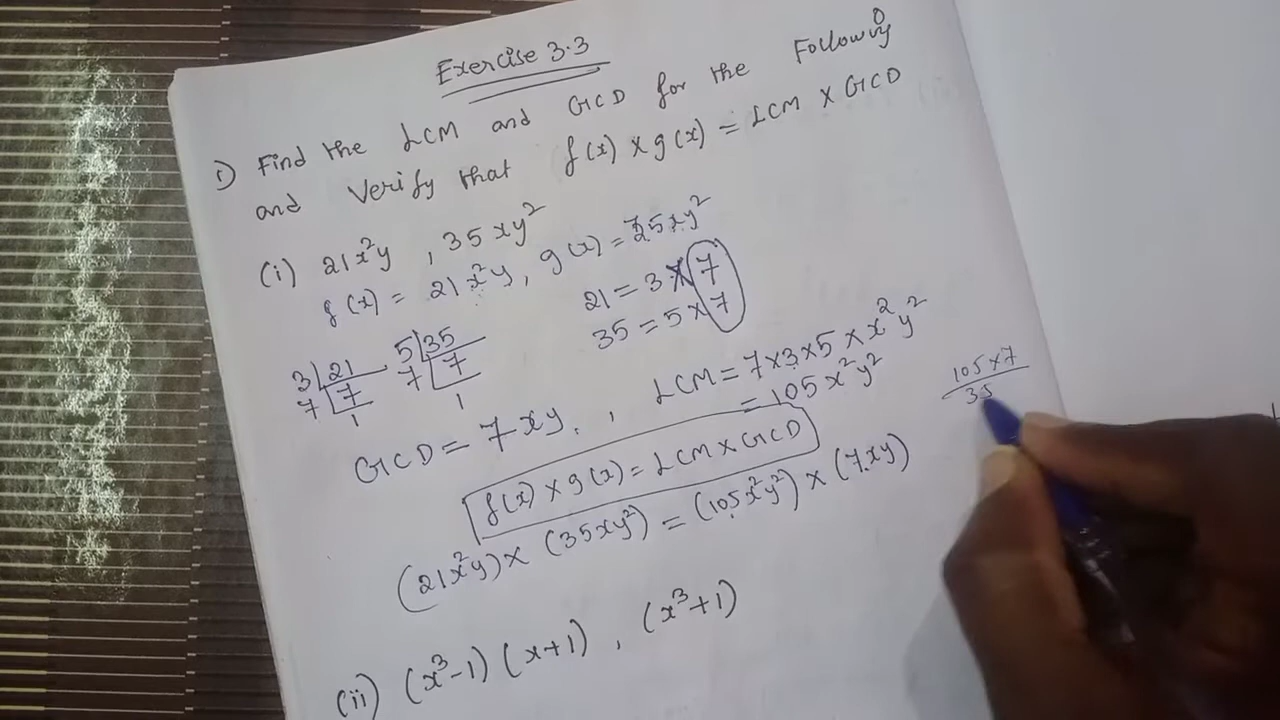 Exercise 3.3
1) Find the LCM and GCD for the Following
and Verify that f(x) × g(x) = LCM × GCD
(i) 21x²y , 35xy²
f(x) = 21x²y, g(x) = 35xy²
3|21 5|35 21 = 3×7
7|7 7|7 35 = 5×7
1 1
GCD = 7xy. , LCM = 7×3×5×x²y²
= 105x²y²
105×7
35
f(x) × g(x) = LCM × GCD
(21x²y) × (35xy²) = (105x²y²) × (7xy)
(ii) (x³-1)(x+1) , (x³+1)